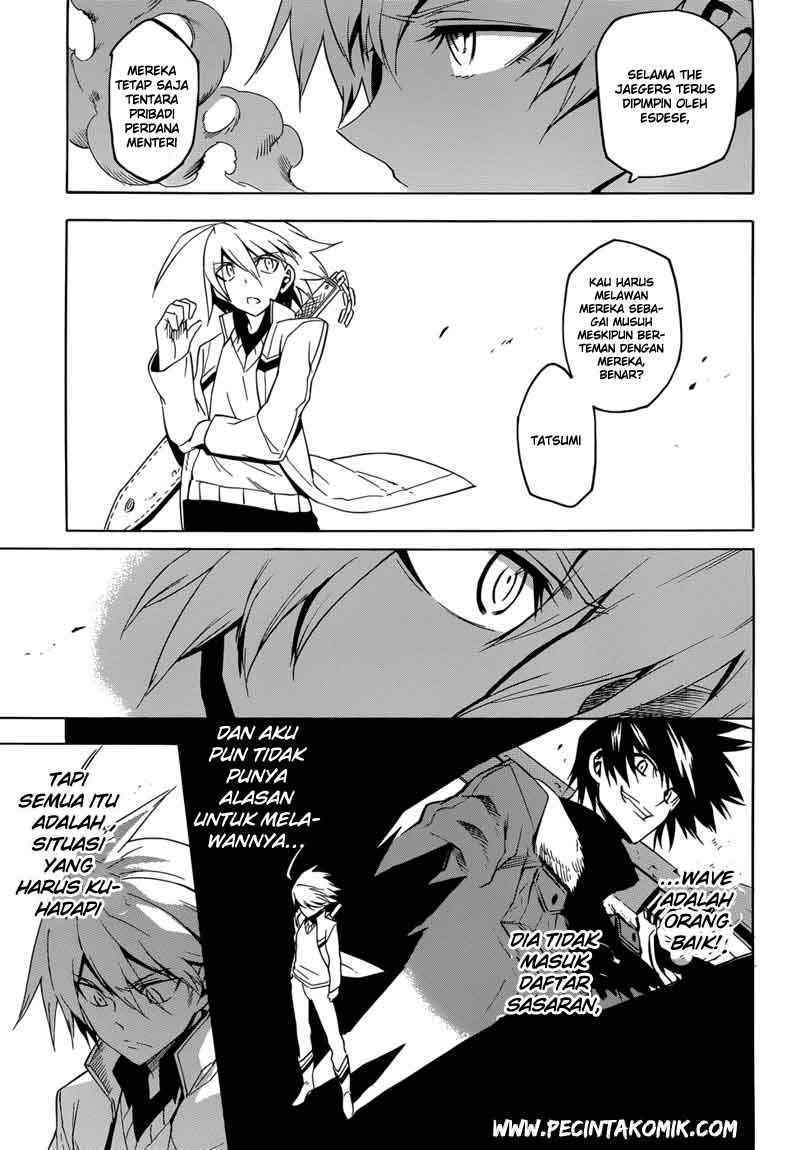 SELAMA THE
JAEGERS TERUS
DIPIMPIN OLEH
ESDESE,
MEREKA
TETAP SAJA
TENTARA
PRIBADI
PERDANA
MENTERI
KAU HARUS
MELAWAN
MEREKA SEBA-
GAI MUSUH
MESKIPUN BER-
TEMAN DENGAN
MEREKA,
BENAR?
TATSUMI
...WAVE
ADALAH
ORANG
BAIK!
DIA TIDAK
MASUK
DAFTAR
SASARAN,
DAN AKU
PUN TIDAK
PUNYA
ALASAN
UNTUK MELA-
WANNYA...
TAPI
SEMUA ITU
ADALAH
SITUASI
YANG
HARUS KU-
HADAPI
WWW.PECINTAKOMIK.COM